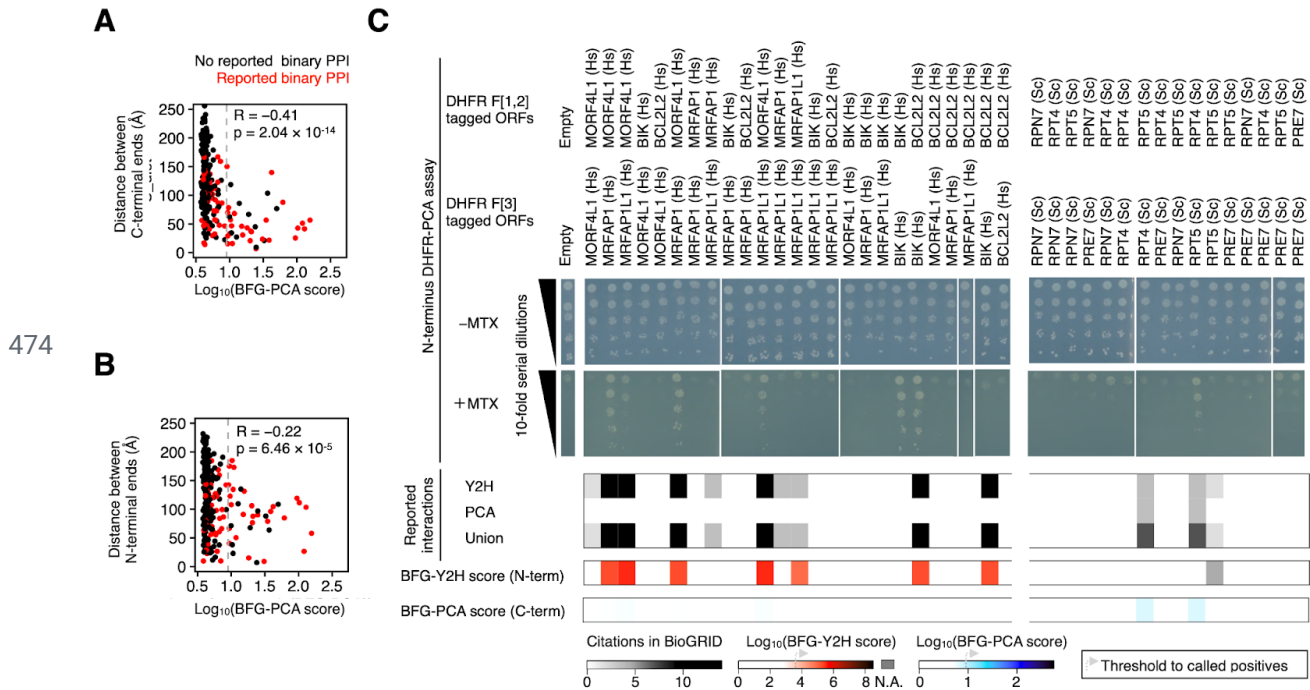 A
No reported binary PPI
Reported binary PPI
R = −0.41
p = 2.04 × 10⁻¹⁴
Distance between
C-terminal ends (Å)
250
200
150
100
50
0
0.5 1.0 1.5 2.0 2.5
Log₁₀(BFG-PCA score)
474
B
R = −0.22
p = 6.46 × 10⁻⁵
Distance between
N-terminal ends (Å)
250
200
150
100
50
0
0.5 1.0 1.5 2.0 2.5
Log₁₀(BFG-PCA score)
C
N-terminus DHFR-PCA assay
DHFR F[1,2]
tagged ORFs
Empty
MORF4L1 (Hs)
MORF4L1 (Hs)
MORF4L1 (Hs)
BIK (Hs)
BCL2L2 (Hs)
MORF4L1 (Hs)
MRFAP1 (Hs)
MRFAP1 (Hs)
BIK (Hs)
BCL2L2 (Hs)
MORF4L1 (Hs)
MRFAP1 (Hs)
MRFAP1L1 (Hs)
BIK (Hs)
BCL2L2 (Hs)
BIK (Hs)
BIK (Hs)
BIK (Hs)
BIK (Hs)
BCL2L2 (Hs)
BCL2L2 (Hs)
BCL2L2 (Hs)
BCL2L2 (Hs)
BCL2L2 (Hs)
BCL2L2 (Hs)
RPN7 (Sc)
RPT4 (Sc)
RPT5 (Sc)
RPN7 (Sc)
RPT4 (Sc)
RPT4 (Sc)
RPT5 (Sc)
RPT4 (Sc)
RPT5 (Sc)
RPT4 (Sc)
RPT5 (Sc)
RPT5 (Sc)
RPN7 (Sc)
RPT4 (Sc)
RPT5 (Sc)
PRE7 (Sc)
DHFR F[3]
tagged ORFs
Empty
MORF4L1 (Hs)
MRFAP1 (Hs)
MRFAP1L1 (Hs)
MORF4L1 (Hs)
MORF4L1 (Hs)
MRFAP1 (Hs)
MRFAP1 (Hs)
MRFAP1L1 (Hs)
MRFAP1 (Hs)
MRFAP1 (Hs)
MRFAP1L1 (Hs)
MRFAP1L1 (Hs)
MRFAP1L1 (Hs)
MRFAP1L1 (Hs)
MRFAP1L1 (Hs)
MORF4L1 (Hs)
MRFAP1 (Hs)
MRFAP1L1 (Hs)
BIK (Hs)
BIK (Hs)
MORF4L1 (Hs)
MRFAP1 (Hs)
MRFAP1L1 (Hs)
BIK (Hs)
BCL2L2 (Hs)
RPN7 (Sc)
RPN7 (Sc)
RPN7 (Sc)
PRE7 (Sc)
RPN7 (Sc)
RPT4 (Sc)
RPT4 (Sc)
PRE7 (Sc)
RPN7 (Sc)
RPT5 (Sc)
RPT5 (Sc)
PRE7 (Sc)
PRE7 (Sc)
PRE7 (Sc)
PRE7 (Sc)
PRE7 (Sc)
10-fold serial dilutions
−MTX
+MTX
Reported
interactions
Y2H
PCA
Union
BFG-Y2H score (N-term)
BFG-PCA score (C-term)
Citations in BioGRID
0 5 10
Log₁₀(BFG-Y2H score)
0 2 4 6 8 N.A.
Log₁₀(BFG-PCA score)
0 1 2
Threshold to called positives